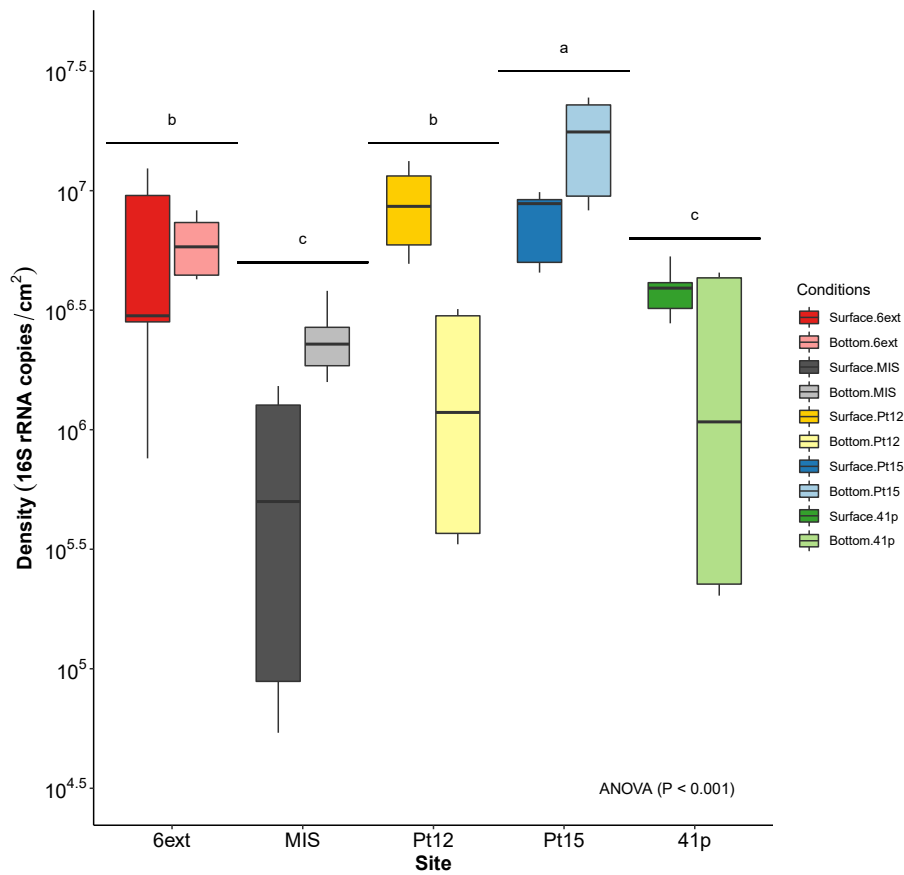 a
b
b
c
c
10^7.5
10^7
10^6.5
10^6
10^5.5
10^5
10^4.5
Density (16S rRNA copies/cm²)
ANOVA (P < 0.001)
6ext MIS Pt12 Pt15 41p
Site
Conditions
Surface.6ext
Bottom.6ext
Surface.MIS
Bottom.MIS
Surface.Pt12
Bottom.Pt12
Surface.Pt15
Bottom.Pt15
Surface.41p
Bottom.41p